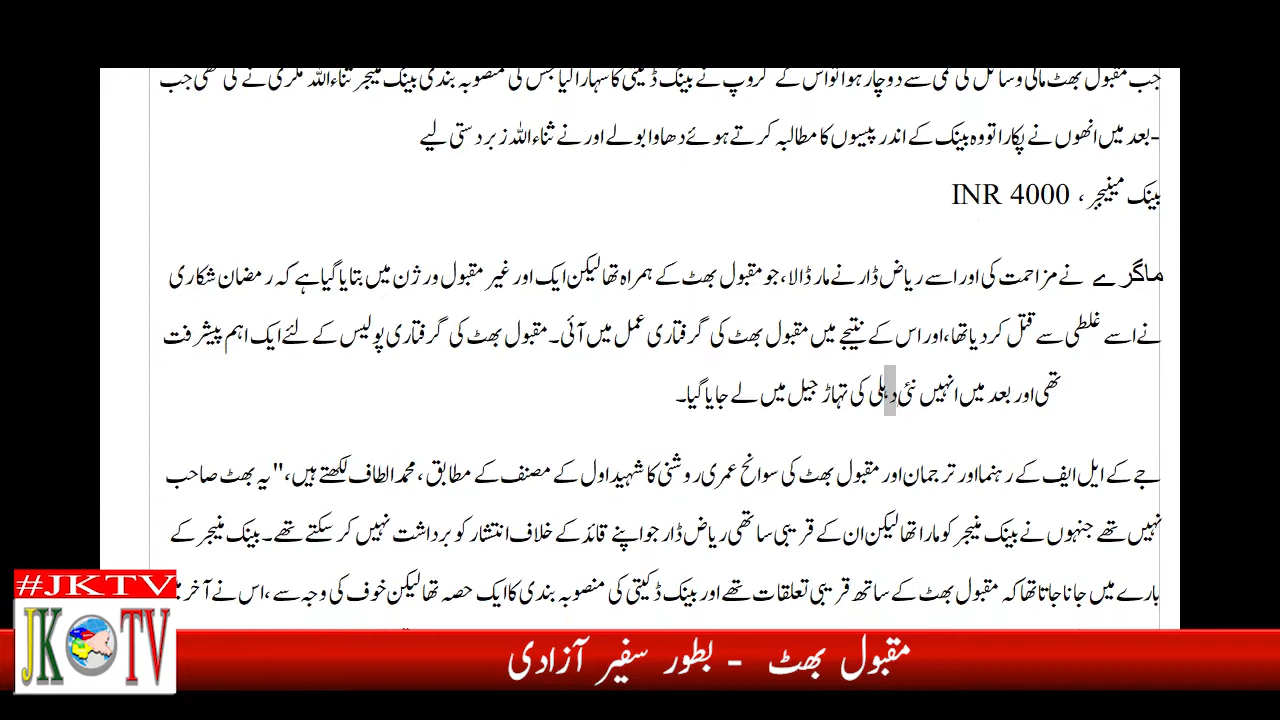 جب مقبول بھٹ مالی وسائل کی کمی سے دوچار ہوا تو اس کے گروپ نے بینک ڈکیتی کا سہارا لیا جس کی منصوبہ بندی بینک منیجر ثناء اللہ مگری نے کی تھی جب
-بعد میں انھوں نے پکارا تو وہ بینک کے اندر پیسوں کا مطالبہ کرتے ہوئے دھاوا بولے اور نے ثناء اللہ زبردستی لیے
بینک مینیجر، INR 4000
ماگرے نے مزاحمت کی اور اسے ریاض ڈار نے مار ڈالا، جو مقبول بھٹ کے ہمراہ تھا لیکن ایک اور غیر مقبول ورژن میں بتایا گیا ہے کہ رمضان شکاری
نے اسے غلطی سے قتل کر دیا تھا، اور اس کے نتیجے میں مقبول بھٹ کی گرفتاری عمل میں آئی۔ مقبول بھٹ کی گرفتاری پولیس کے لئے ایک اہم پیشرفت
تھی اور بعد میں انہیں نئی دہلی کی تہاڑ جیل میں لے جایا گیا۔
جے کے ایل ایف کے رہنما اور ترجمان اور مقبول بھٹ کی سوانح عمری روشنی کا شہید اول کے مصنف کے مطابق، محمد الطاف لکھتے ہیں، "یہ بھٹ صاحب
نہیں تھے جنہوں نے بینک منیجر کو مارا تھا لیکن ان کے قریبی ساتھی ریاض ڈار جو اپنے قائد کے خلاف انتشار کو برداشت نہیں کر سکتے تھے۔ بینک منیجر کے
بارے میں جانا جاتا تھا کہ مقبول بھٹ کے ساتھ قریبی تعلقات تھے اور بینک ڈکیتی کی منصوبہ بندی کا ایک حصہ تھا لیکن خوف کی وجہ سے، اس نے آخر
#JKTV
JK TV
مقبول بھٹ - بطور سفیر آزادی